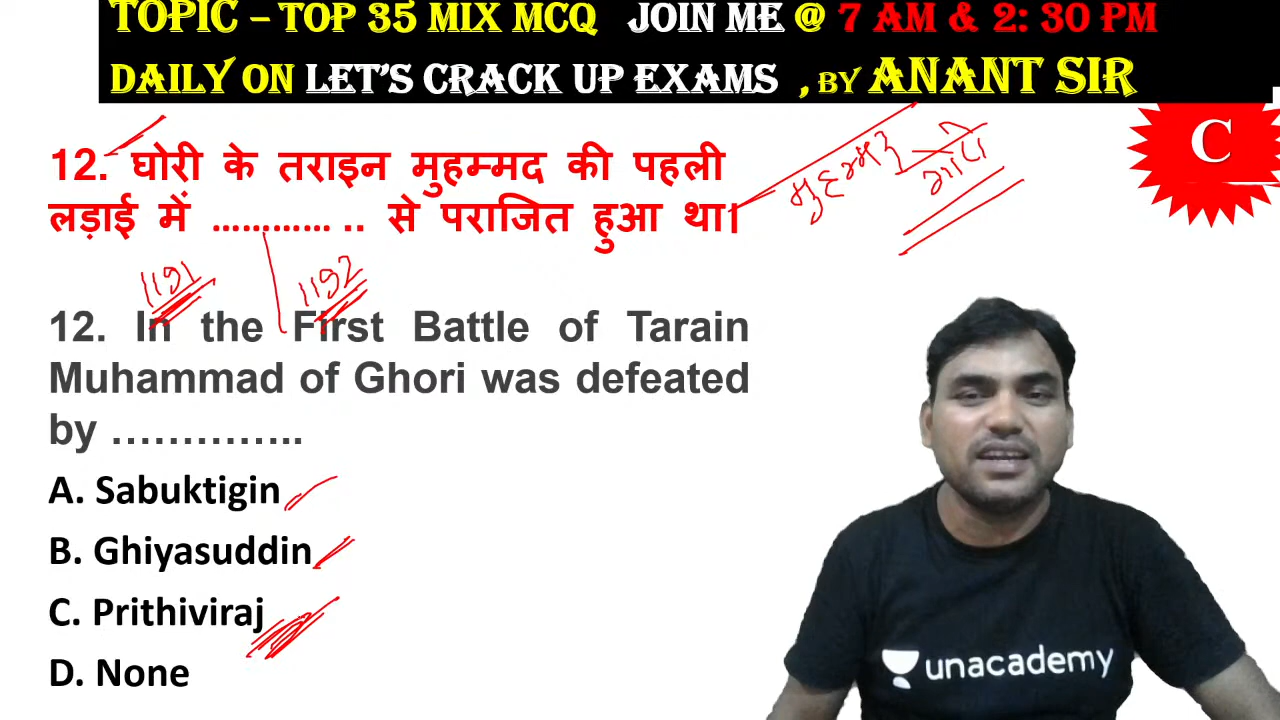 TOPIC – TOP 35 MIX MCQ JOIN ME @ 7 AM & 2: 30 PM
DAILY ON LET'S CRACK UP EXAMS , BY ANANT SIR
C
12. घोरी के तराइन मुहम्मद की पहली
लड़ाई में ………… .. से पराजित हुआ था।
मुहम्मद
1191
1192
12. In the First Battle of Tarain
Muhammad of Ghori was defeated
by …………..
A. Sabuktigin
B. Ghiyasuddin
C. Prithiviraj
D. None
unacademy